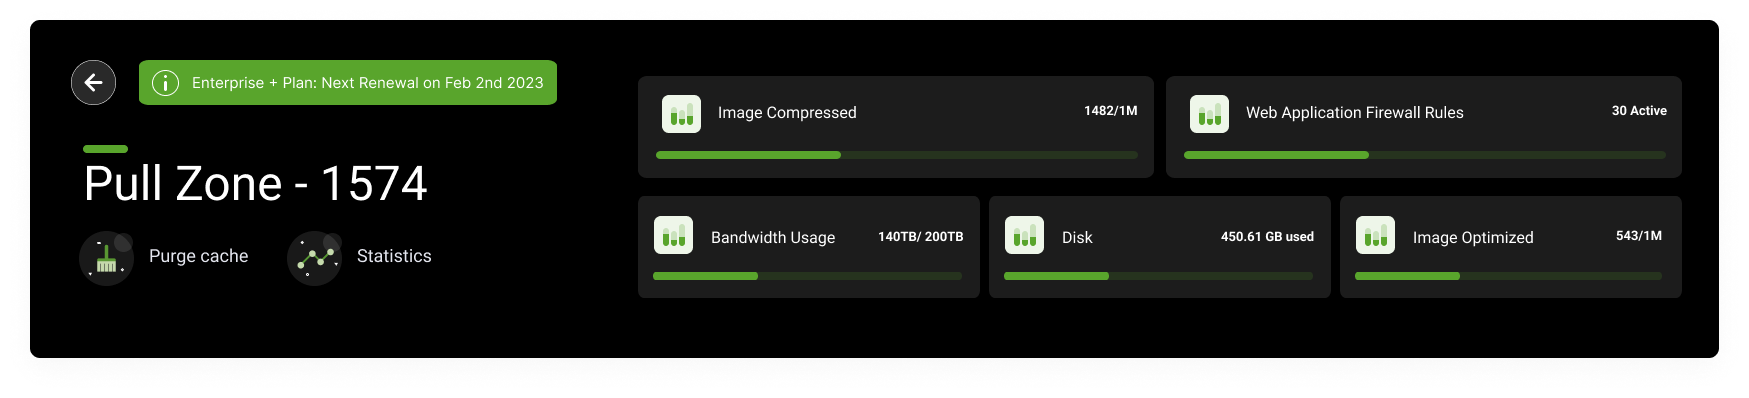 Enterprise + Plan: Next Renewal on Feb 2nd 2023
Pull Zone - 1574
Purge cache
Statistics
Image Compressed
1482/1M
Web Application Firewall Rules
30 Active
Bandwidth Usage
140TB/ 200TB
Disk
450.61 GB used
Image Optimized
543/1M